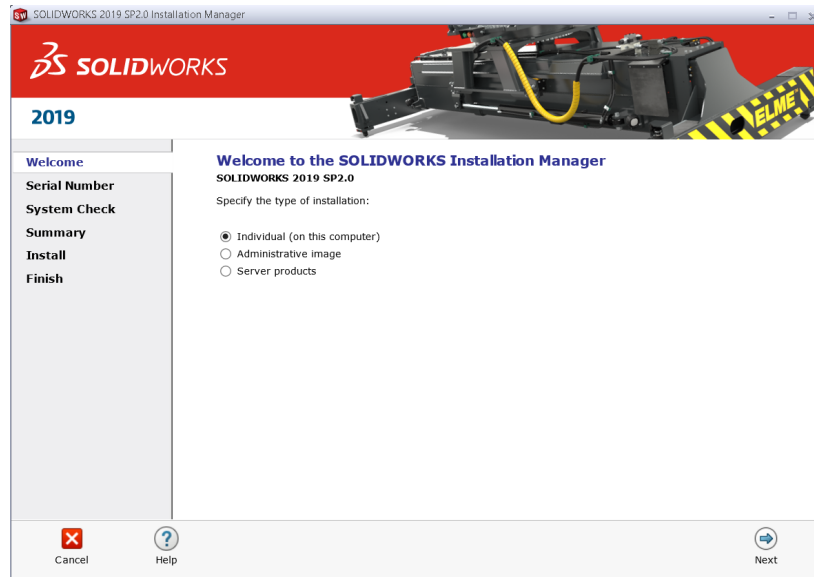 SOLIDWORKS 2019 SP2.0 Installation Manager
SOLIDWORKS
2019
ELME
Welcome
Serial Number
System Check
Summary
Install
Finish
Welcome to the SOLIDWORKS Installation Manager
SOLIDWORKS 2019 SP2.0
Specify the type of installation:
Individual (on this computer)
Administrative image
Server products
Cancel
Help
Next